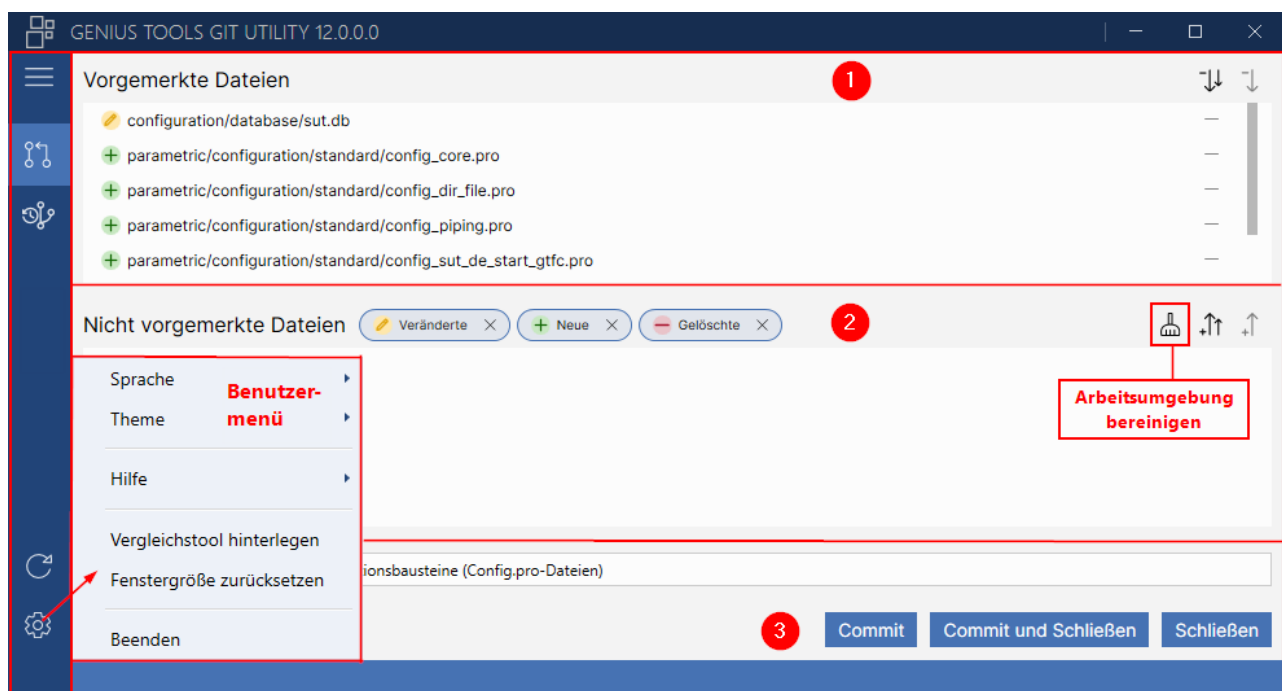 GENIUS TOOLS GIT UTILITY 12.0.0.0
Vorgemerkte Dateien
1
configuration/database/sut.db
parametric/configuration/standard/config_core.pro
parametric/configuration/standard/config_dir_file.pro
parametric/configuration/standard/config_piping.pro
parametric/configuration/standard/config_sut_de_start_gtfc.pro
Nicht vorgemerkte Dateien
Veränderte
Neue
Gelöschte
2
Arbeitsumgebung
bereinigen
Sprache
Theme
Benutzer-
menü
Hilfe
Vergleichstool hinterlegen
Fenstergröße zurücksetzen
Beenden
ionsbausteine (Config.pro-Dateien)
3
Commit
Commit und Schließen
Schließen